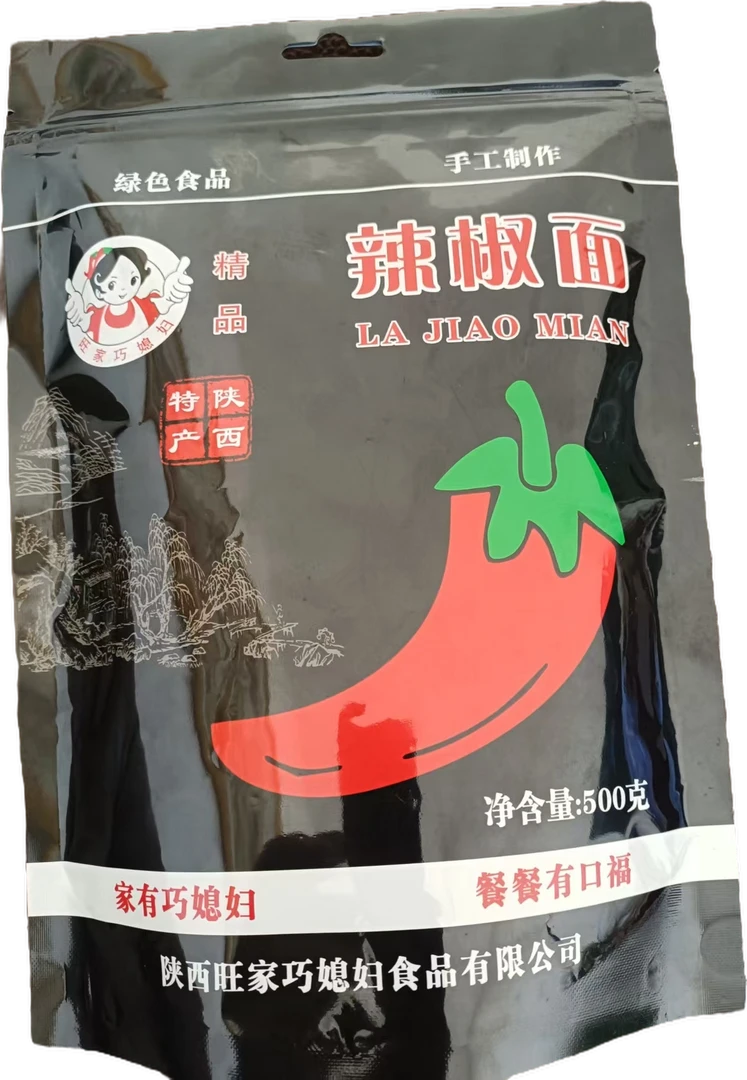 绿色食品
手工制作
旺家巧媳妇
精品
辣椒面
LA JIAO MIAN
陕西
特产
净含量:500克
家有巧媳妇
餐餐有口福
陕西旺家巧媳妇食品有限公司